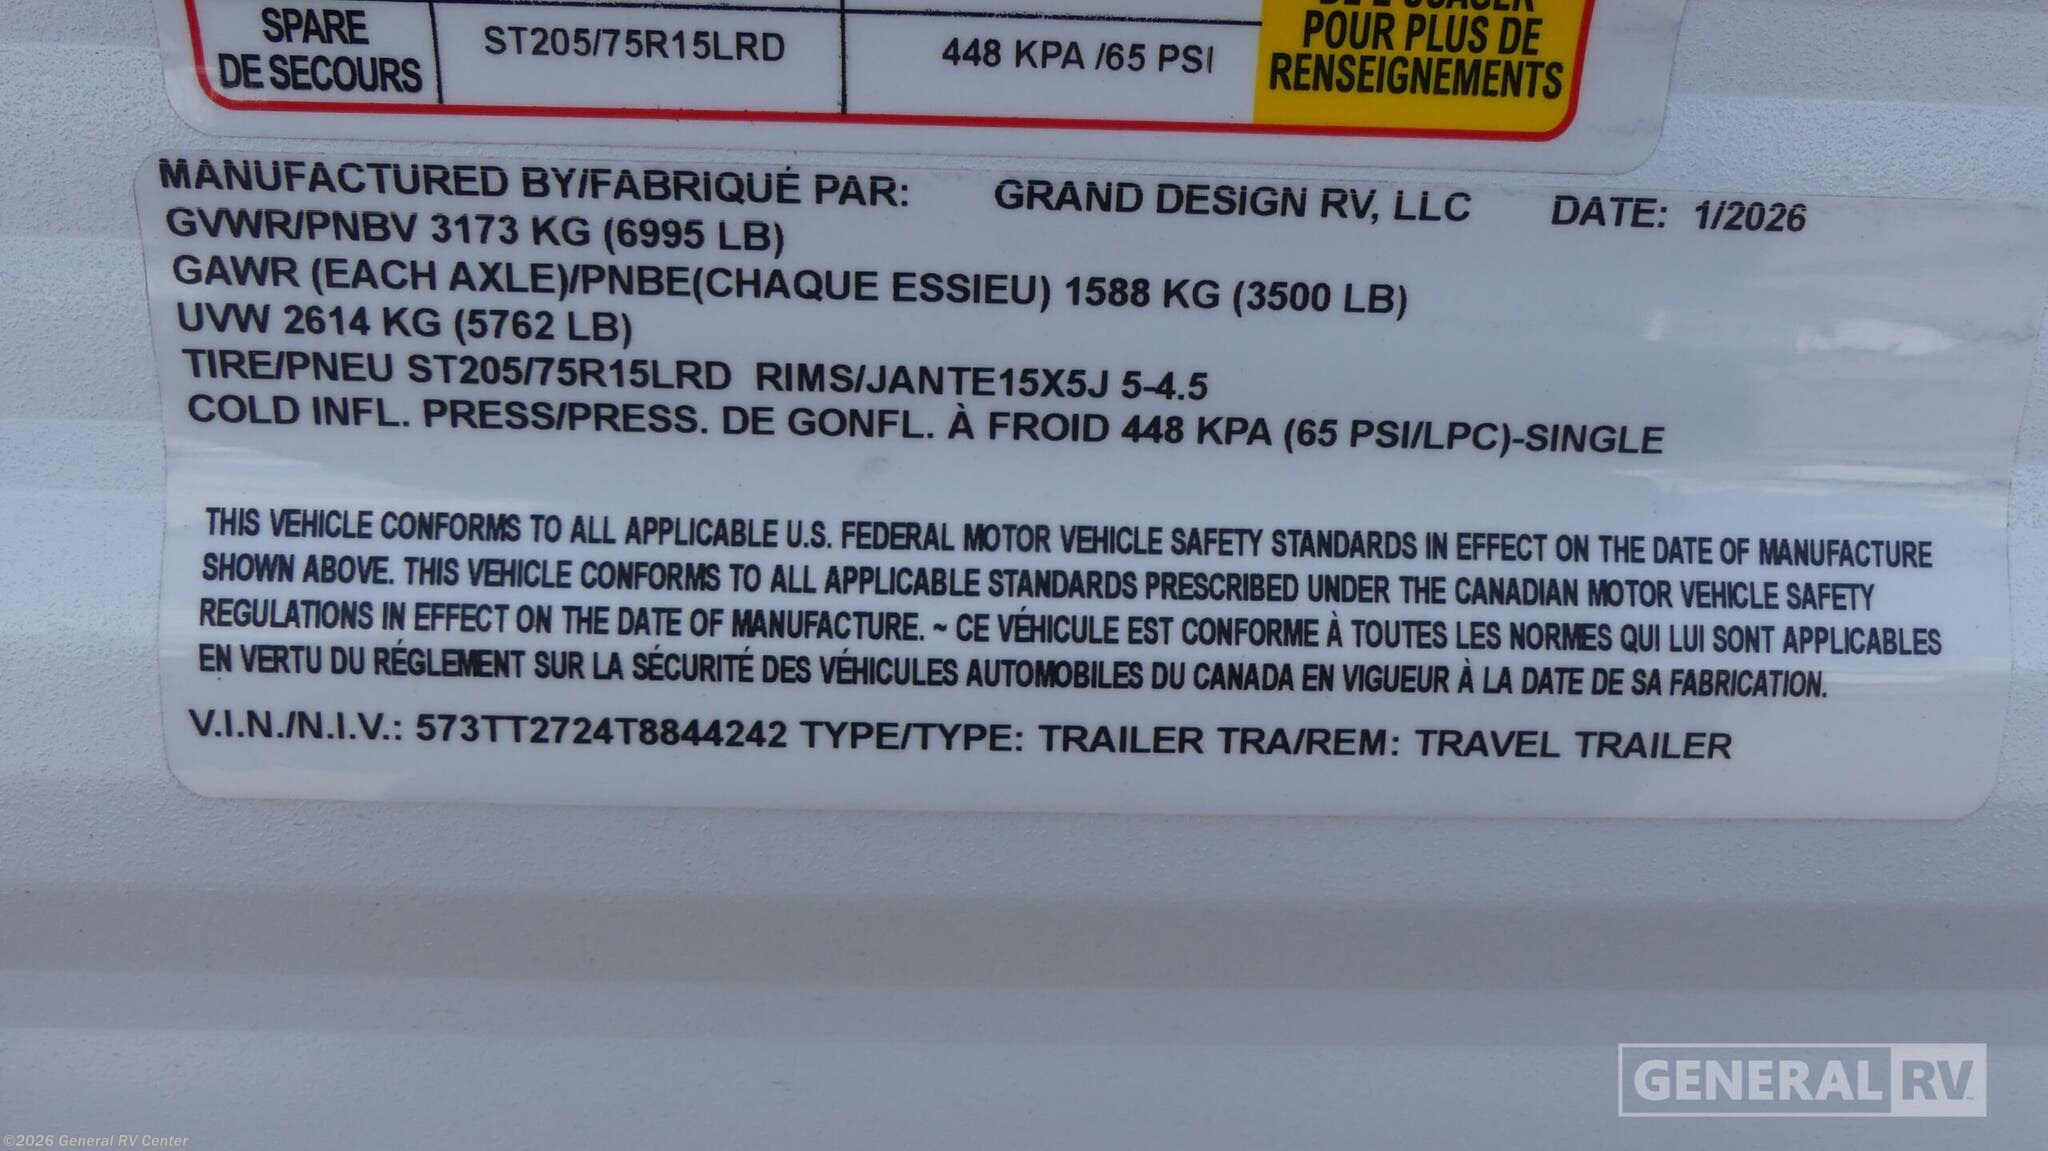 SPARE
DE SECOURS
ST205/75R15LRD
448 KPA /65 PSI
POUR PLUS DE
RENSEIGNEMENTS
MANUFACTURED BY/FABRIQUÉ PAR: GRAND DESIGN RV, LLC DATE: 1/2026
GVWR/PNBV 3173 KG (6995 LB)
GAWR (EACH AXLE)/PNBE(CHAQUE ESSIEU) 1588 KG (3500 LB)
UVW 2614 KG (5762 LB)
TIRE/PNEU ST205/75R15LRD RIMS/JANTE15X5J 5-4.5
COLD INFL. PRESS/PRESS. DE GONFL. À FROID 448 KPA (65 PSI/LPC)-SINGLE
THIS VEHICLE CONFORMS TO ALL APPLICABLE U.S. FEDERAL MOTOR VEHICLE SAFETY STANDARDS IN EFFECT ON THE DATE OF MANUFACTURE
SHOWN ABOVE. THIS VEHICLE CONFORMS TO ALL APPLICABLE STANDARDS PRESCRIBED UNDER THE CANADIAN MOTOR VEHICLE SAFETY
REGULATIONS IN EFFECT ON THE DATE OF MANUFACTURE. ~ CE VÉHICULE EST CONFORME À TOUTES LES NORMES QUI LUI SONT APPLICABLES
EN VERTU DU RÉGLEMENT SUR LA SÉCURITÉ DES VÉHICULES AUTOMOBILES DU CANADA EN VIGUEUR À LA DATE DE SA FABRICATION.
V.I.N./N.I.V.: 573TT2724T8844242 TYPE/TYPE: TRAILER TRA/REM: TRAVEL TRAILER
GENERAL RV
©2026 General RV Center